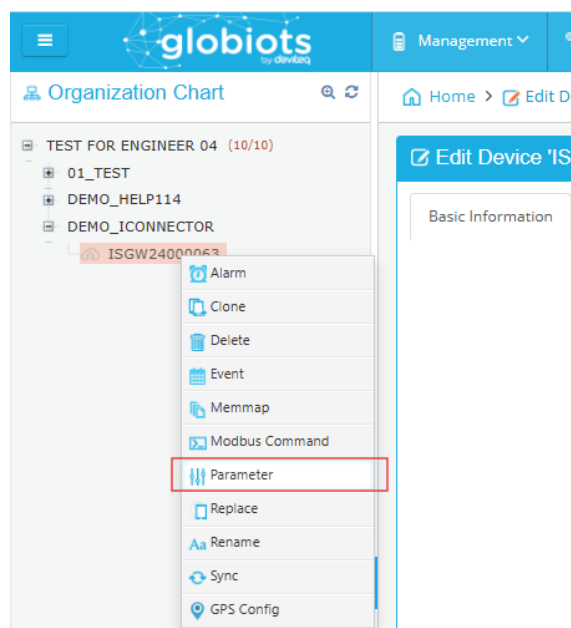 globiots
by deviteq
Management
Organization Chart
Home > Edit D
TEST FOR ENGINEER 04 (10/10)
01_TEST
DEMO_HELP114
DEMO_ICONNECTOR
ISGW24000063
Edit Device 'IS
Basic Information
Alarm
Clone
Delete
Event
Memmap
Modbus Command
Parameter
Replace
Aa Rename
Sync
GPS Config